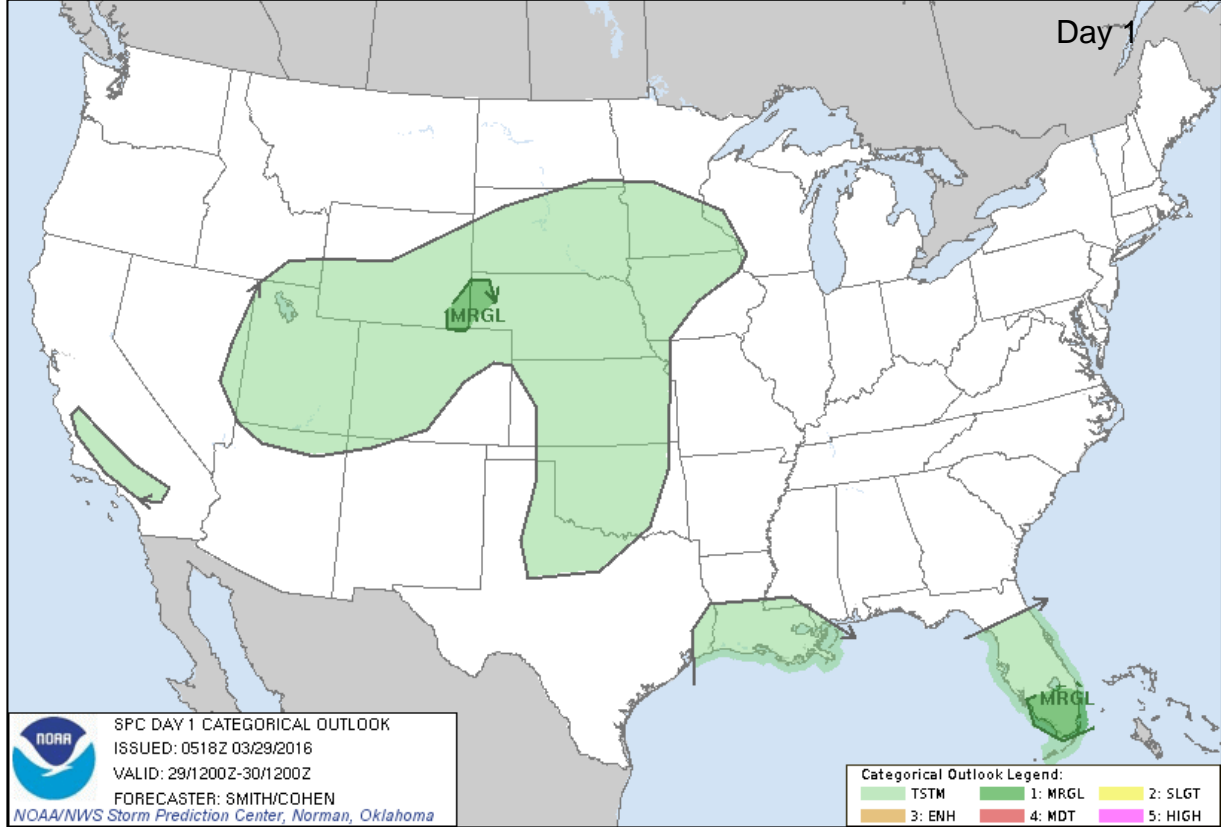 Day 1
MRGL
MRGL
SPC DAY 1 CATEGORICAL OUTLOOK
ISSUED: 0518Z 03/29/2016
VALID: 29/1200Z-30/1200Z
FORECASTER: SMITH/COHEN
NOAA/NWS Storm Prediction Center, Norman, Oklahoma
NOAA
Categorical Outlook Legend:
TSTM 1: MRGL 2: SLGT
3: ENH 4: MDT 5: HIGH